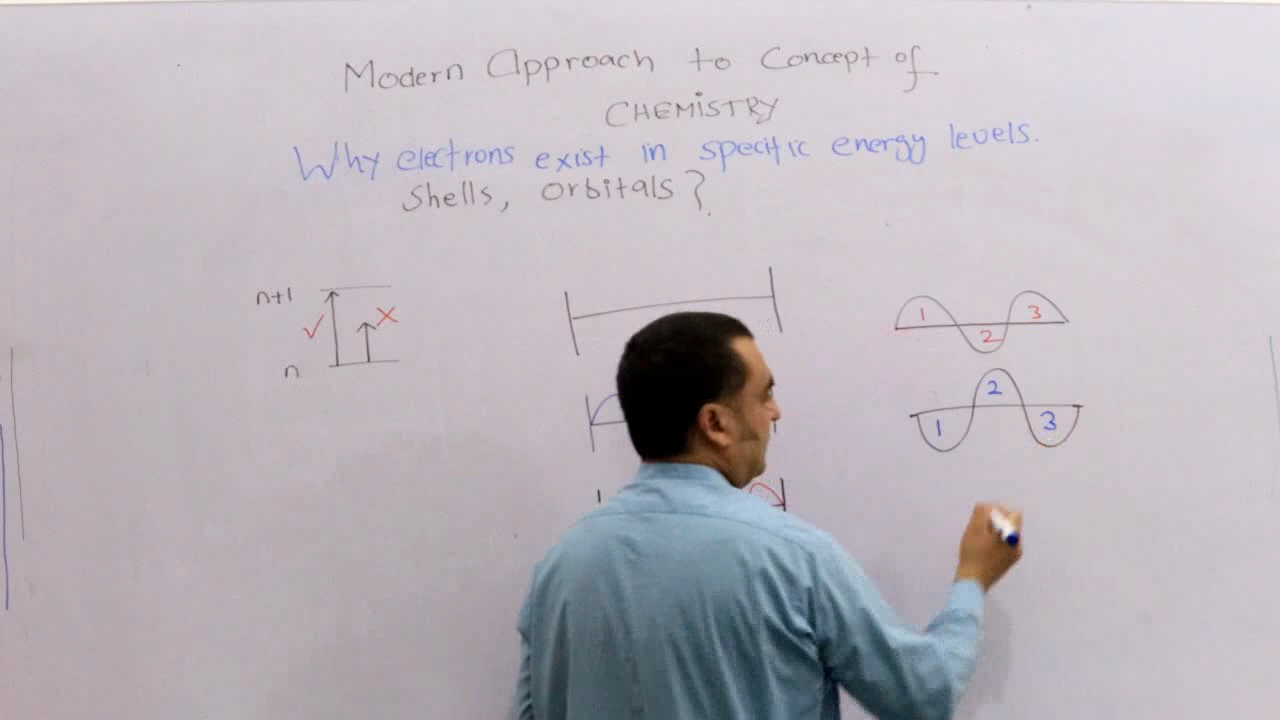 Modern Approach to Concept of
CHEMiSTRY
Why electrons exist in specific energy levels.
Shells, Orbitals?
n+1
✓ X
n
1 2 3
1 2 3